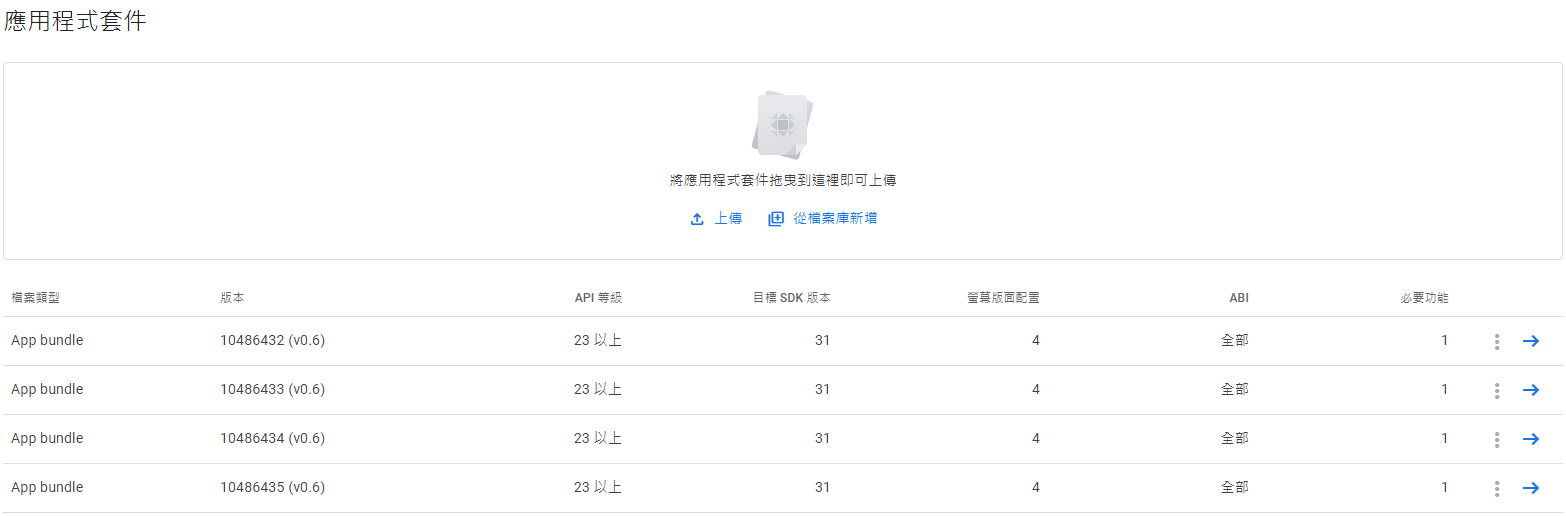 應用程式套件
將應用程式套件拖曳到這裡即可上傳
上傳 從檔案庫新增
檔案類型 版本 API 等級 目標 SDK 版本 螢幕版面配置 ABI 必要功能
App bundle 10486432 (v0.6) 23 以上 31 4 全部 1
App bundle 10486433 (v0.6) 23 以上 31 4 全部 1
App bundle 10486434 (v0.6) 23 以上 31 4 全部 1
App bundle 10486435 (v0.6) 23 以上 31 4 全部 1